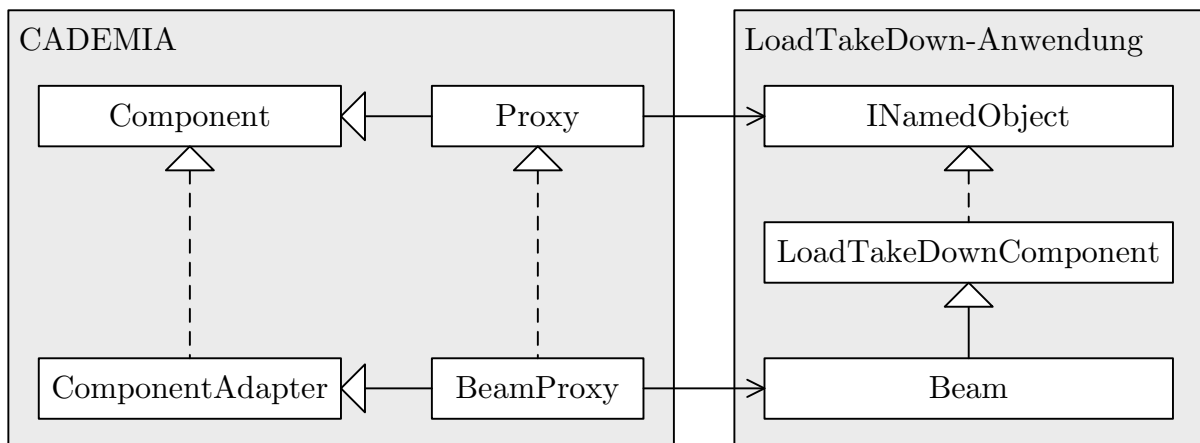 CADEMIA
Component
Proxy
ComponentAdapter
BeamProxy
LoadTakeDown-Anwendung
INamedObject
LoadTakeDownComponent
Beam